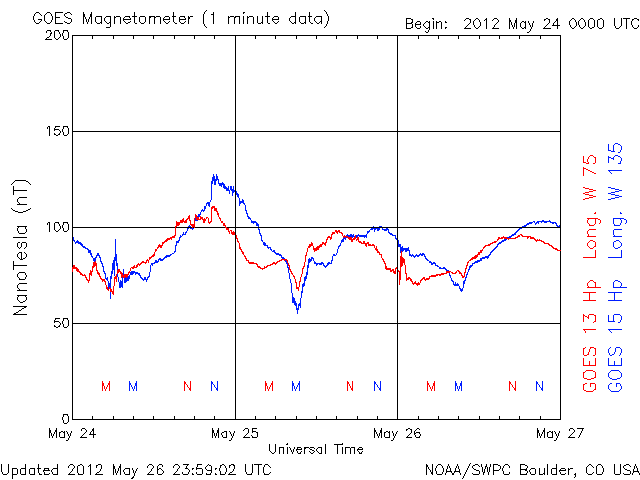 GOES Magnetometer (1 minute data)
Begin: 2012 May 24 0000 UTC
200
150
100
50
0
NanoTesla (nT)
M M N N M M N N M M N N
May 24 May 25 May 26 May 27
Universal Time
GOES 13 Hp Long. W 75
GOES 15 Hp Long. W 135
Updated 2012 May 26 23:59:02 UTC
NOAA/SWPC Boulder, CO USA